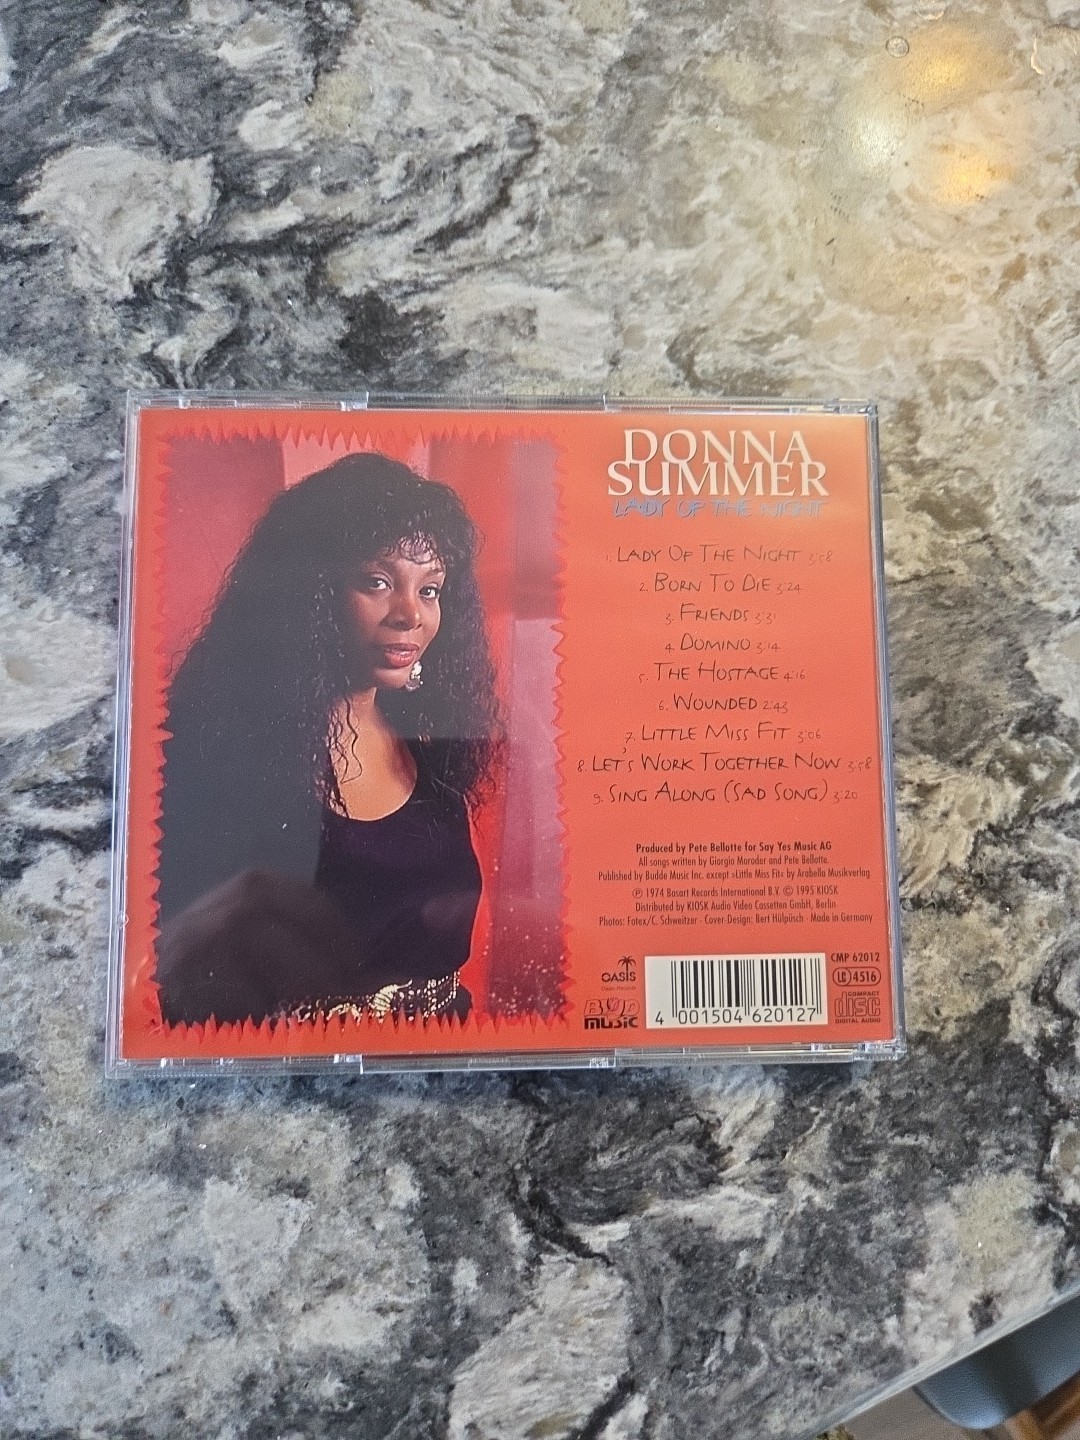 DONNA
SUMMER
LADY OF THE NIGHT
1. LADY OF THE NIGHT 3:58
2. BORN TO DIE 3:24
3. FRIENDS 3:31
4. DOMINO 3:14
5. THE HOSTAGE 4:16
6. WOUNDED 2:43
7. LITTLE MISS FIT 3:06
8. LET'S WORK TOGETHER NOW 3:58
9. SING ALONG (SAD SONG) 3:20
Produced by Pete Bellotte for Say Yes Music AG
All songs written by Giorgio Moroder and Pete Bellotte.
Published by Budde Music Inc. except »Little Miss Fit« by Arabella Musikverlag
℗ 1974 Basart Records International B.V. © 1995 KIOSK
Distributed by KIOSK Audio Video Cassetten GmbH, Berlin
Photos: Fotex/C. Schweitzer · Cover-Design: Bert Hülpüsch · Made in Germany
OASIS
Oasis Records
BUD
MUSIC
4 001504 620127
CMP 62012
LC 4516
COMPACT
disc
DIGITAL AUDIO